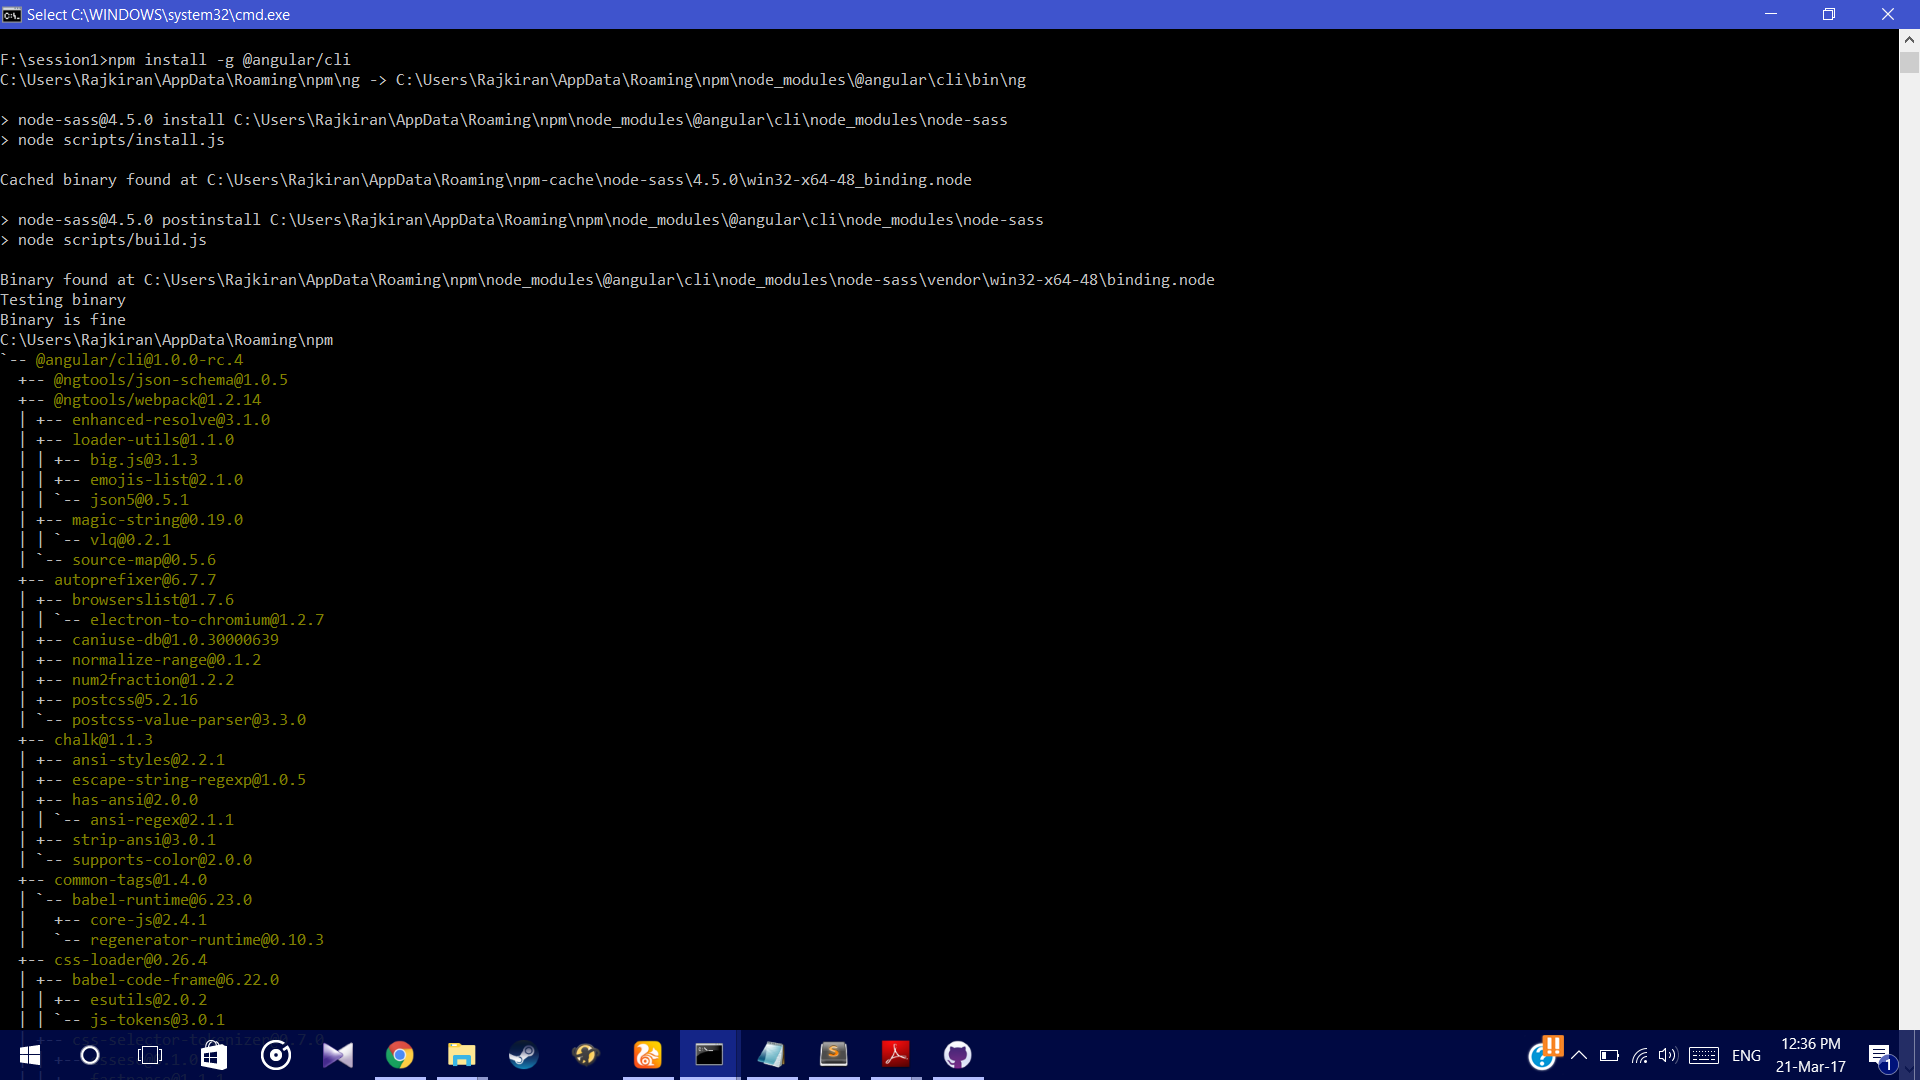 Select C:\WINDOWS\system32\cmd.exe
F:\session1>npm install -g @angular/cli
C:\Users\Rajkiran\AppData\Roaming\npm\ng -> C:\Users\Rajkiran\AppData\Roaming\npm\node_modules\@angular\cli\bin\ng
> node-sass@4.5.0 install C:\Users\Rajkiran\AppData\Roaming\npm\node_modules\@angular\cli\node_modules\node-sass
> node scripts/install.js
Cached binary found at C:\Users\Rajkiran\AppData\Roaming\npm-cache\node-sass\4.5.0\win32-x64-48_binding.node
> node-sass@4.5.0 postinstall C:\Users\Rajkiran\AppData\Roaming\npm\node_modules\@angular\cli\node_modules\node-sass
> node scripts/build.js
Binary found at C:\Users\Rajkiran\AppData\Roaming\npm\node_modules\@angular\cli\node_modules\node-sass\vendor\win32-x64-48\binding.node
Testing binary
Binary is fine
C:\Users\Rajkiran\AppData\Roaming\npm
`-- @angular/cli@1.0.0-rc.4
  +-- @ngtools/json-schema@1.0.5
  +-- @ngtools/webpack@1.2.14
  | +-- enhanced-resolve@3.1.0
  | +-- loader-utils@1.1.0
  | | +-- big.js@3.1.3
  | | +-- emojis-list@2.1.0
  | | `-- json5@0.5.1
  | +-- magic-string@0.19.0
  | | `-- vlq@0.2.1
  | `-- source-map@0.5.6
  +-- autoprefixer@6.7.7
  | +-- browserslist@1.7.6
  | | `-- electron-to-chromium@1.2.7
  | +-- caniuse-db@1.0.30000639
  | +-- normalize-range@0.1.2
  | +-- num2fraction@1.2.2
  | +-- postcss@5.2.16
  | `-- postcss-value-parser@3.3.0
  +-- chalk@1.1.3
  | +-- ansi-styles@2.2.1
  | +-- escape-string-regexp@1.0.5
  | +-- has-ansi@2.0.0
  | | `-- ansi-regex@2.1.1
  | +-- strip-ansi@3.0.1
  | `-- supports-color@2.0.0
  +-- common-tags@1.4.0
  | `-- babel-runtime@6.23.0
  |   +-- core-js@2.4.1
  |   `-- regenerator-runtime@0.10.3
  +-- css-loader@0.26.4
  | +-- babel-code-frame@6.22.0
  | | +-- esutils@2.0.2
  | | `-- js-tokens@3.0.1
ENG
12:36 PM
21-Mar-17
1